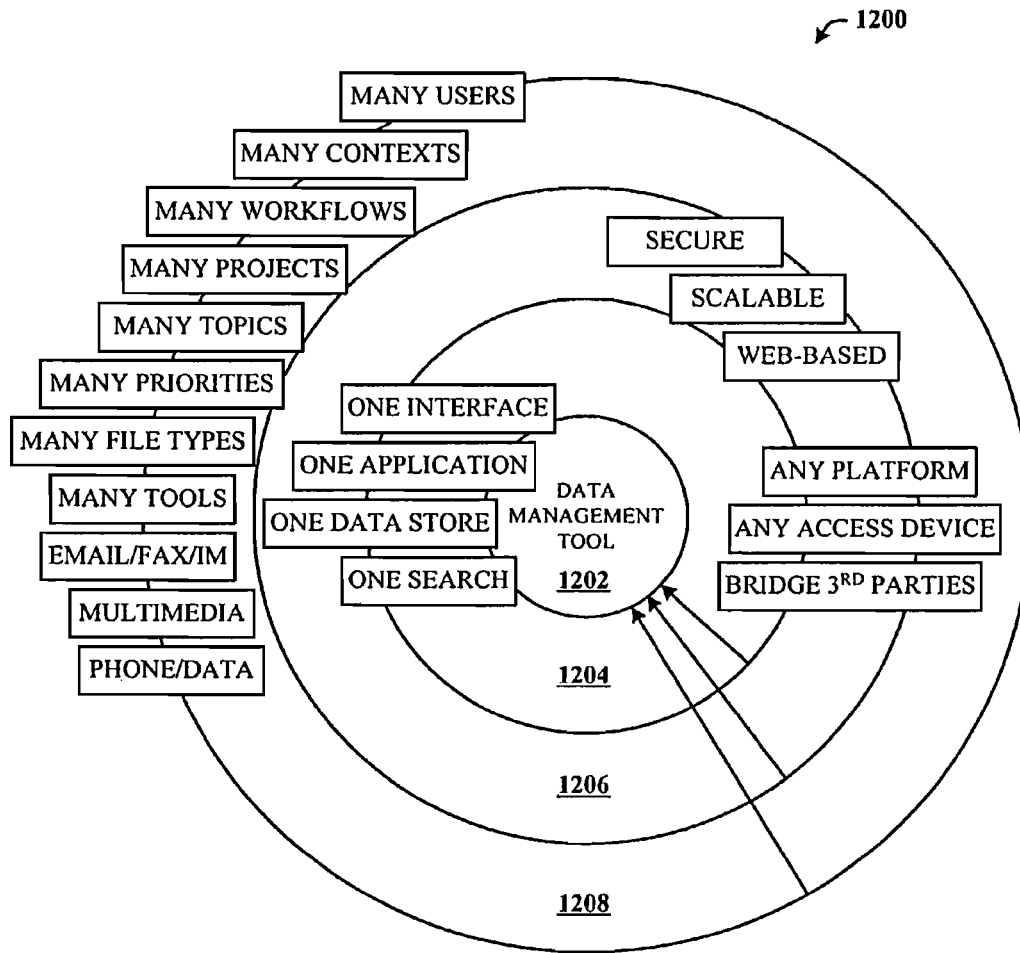 1200
MANY USERS
MANY CONTEXTS
MANY WORKFLOWS
MANY PROJECTS
MANY TOPICS
MANY PRIORITIES
MANY FILE TYPES
MANY TOOLS
EMAIL/FAX/IM
MULTIMEDIA
PHONE/DATA
SECURE
SCALABLE
WEB-BASED
ANY PLATFORM
ANY ACCESS DEVICE
BRIDGE 3RD PARTIES
ONE INTERFACE
ONE APPLICATION
ONE DATA STORE
ONE SEARCH
DATA
MANAGEMENT
TOOL
1202
1204
1206
1208